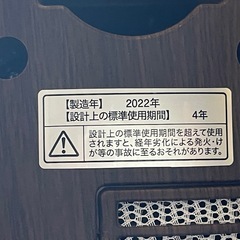 【製造年】 2022年
【設計上の標準使用期間】 4年
設計上の標準使用期間を超えて使用
されますと、経年劣化による発火・け
が等の事故に至るおそれがあります。